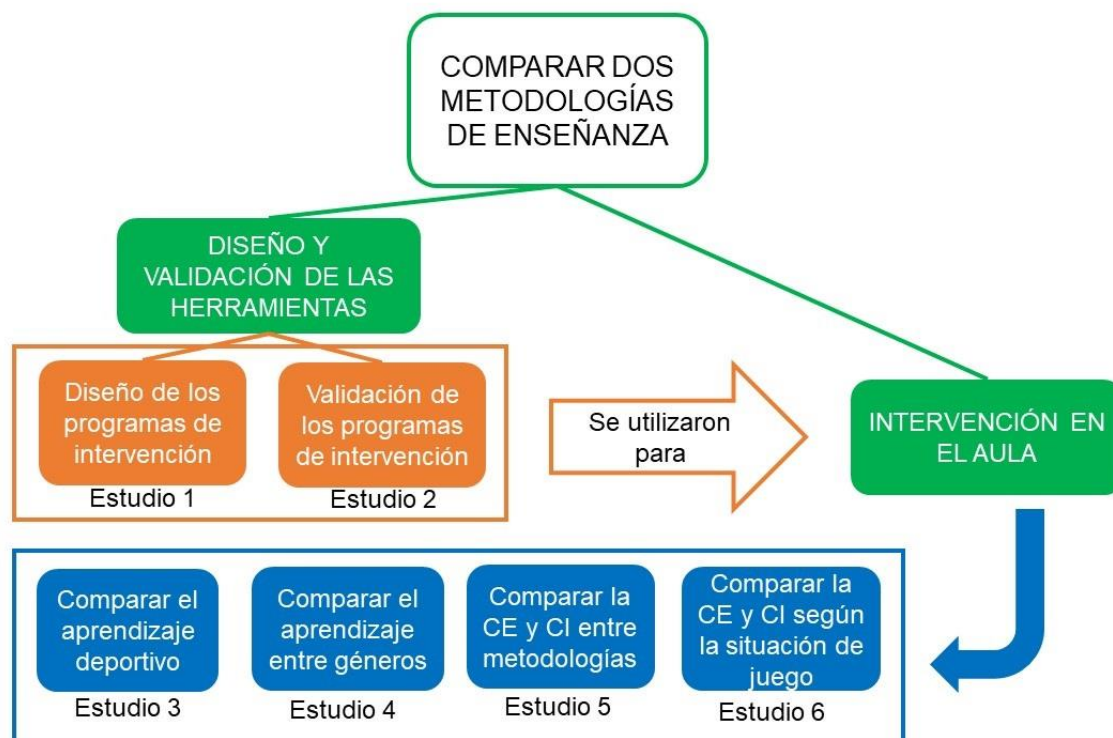 COMPARAR DOS
METODOLOGÍAS
DE ENSEÑANZA
DISEÑO Y
VALIDACIÓN DE LAS
HERRAMIENTAS
Diseño de los
programas de
intervención
Estudio 1
Validación de
los programas
de intervención
Estudio 2
Se utilizaron
para
INTERVENCIÓN EN
EL AULA
Comparar el
aprendizaje
deportivo
Estudio 3
Comparar el
aprendizaje
entre géneros
Estudio 4
Comparar la
CE y CI entre
metodologías
Estudio 5
Comparar la
CE y CI según
la situación de
juego
Estudio 6